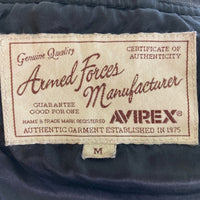 Genuine Quality
CERTIFICATE OF
AUTHENTICITY
Armed Forces
Manufacturer
GUARANTEE
GOOD FOR ONE
NAME & TRADE MARK REGISTERED
AVIREX®
AUTHENTIC GARMENT ESTABLISHED IN 1975
M